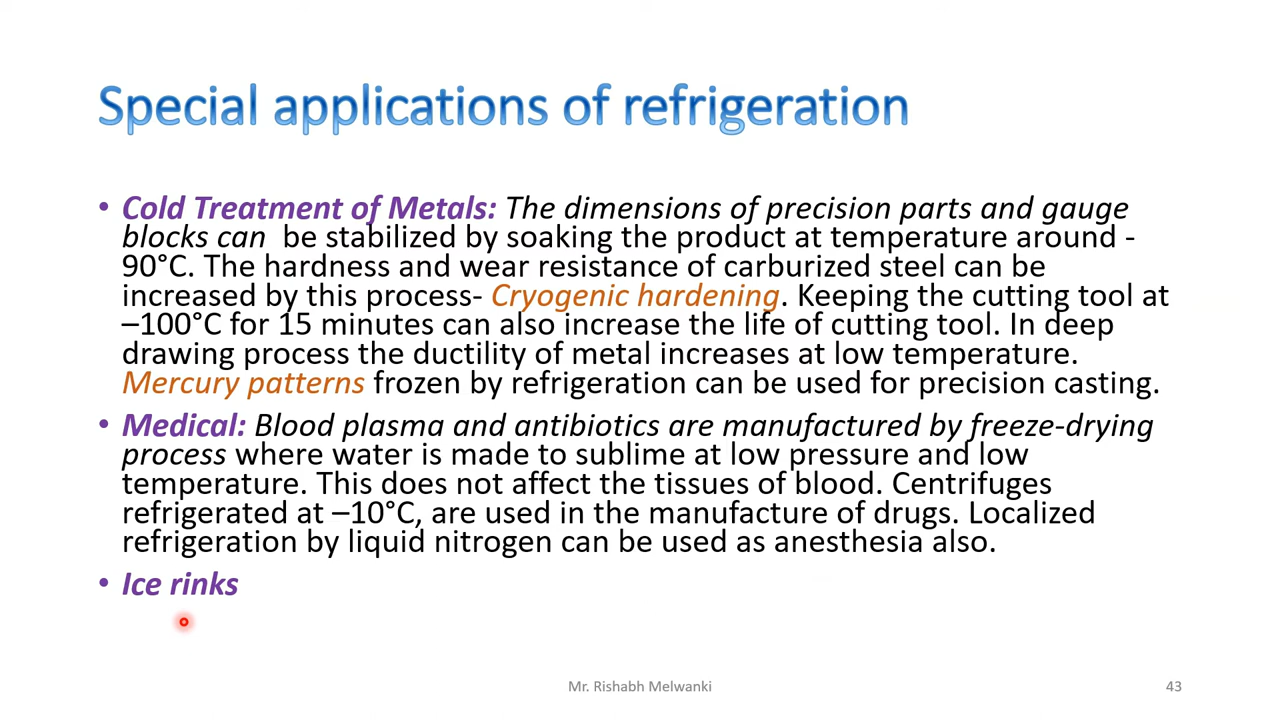 Special applications of refrigeration
• Cold Treatment of Metals: The dimensions of precision parts and gauge
blocks can  be stabilized by soaking the product at temperature around -
90°C. The hardness and wear resistance of carburized steel can be
increased by this process- Cryogenic hardening. Keeping the cutting tool at
–100°C for 15 minutes can also increase the life of cutting tool. In deep
drawing process the ductility of metal increases at low temperature.
Mercury patterns frozen by refrigeration can be used for precision casting.
• Medical: Blood plasma and antibiotics are manufactured by freeze-drying
process where water is made to sublime at low pressure and low
temperature. This does not affect the tissues of blood. Centrifuges
refrigerated at –10°C, are used in the manufacture of drugs. Localized
refrigeration by liquid nitrogen can be used as anesthesia also.
• Ice rinks
Mr. Rishabh Melwanki
43